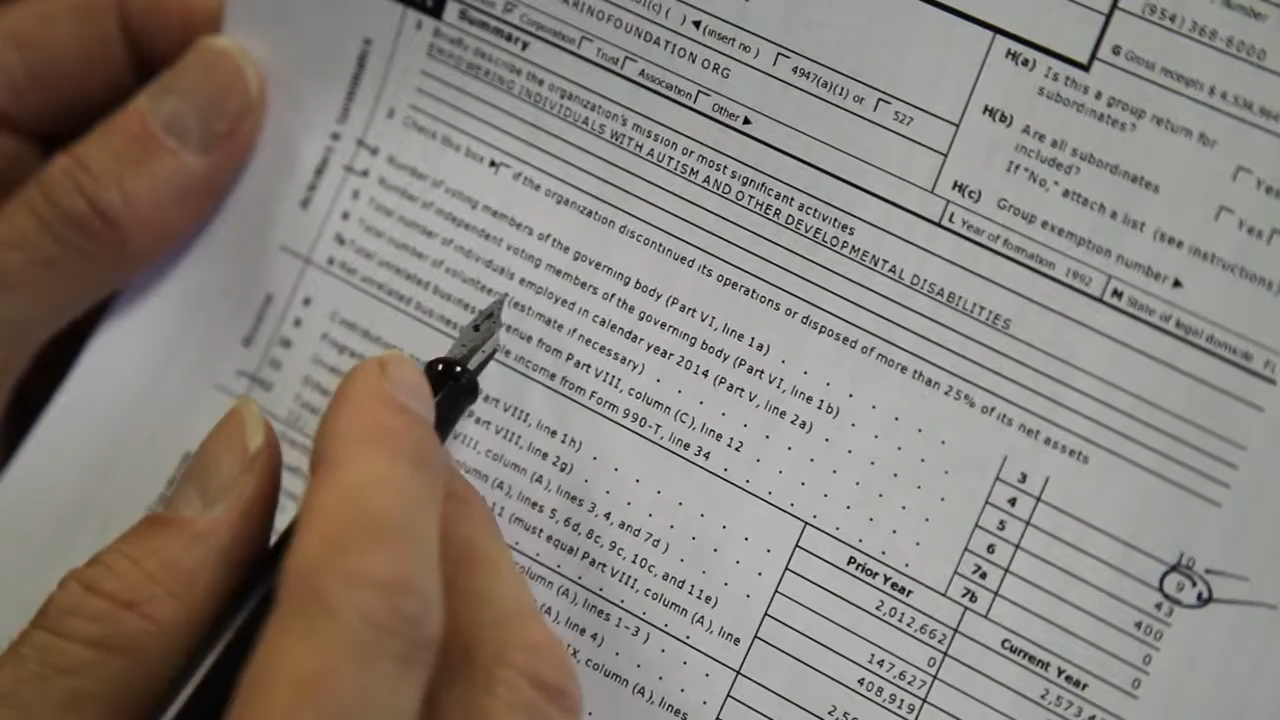 (954) 368-6000
G Gross receipts $ 4,534,
501(c) ( ) ◄ (insert no ) 4947(a)(1) or 527
ARINOFOUNDATION ORG
Corporation Trust Association Other ►
H(a) Is this a group return for
subordinates?
H(b) Are all subordinates
included?
If "No," attach a list (see instructions)
H(c) Group exemption number ►
L Year of formation 1992
M State of legal domicile
Summary
1 Briefly describe the organization's mission or most significant activities
EMPOWERING INDIVIDUALS WITH AUTISM AND OTHER DEVELOPMENTAL DISABILITIES
2 Check this box ► if the organization discontinued its operations or disposed of more than 25% of its net assets
3 Number of voting members of the governing body (Part VI, line 1a) 3 10
4 Number of independent voting members of the governing body (Part VI, line 1b) 4 9
5 Total number of individuals employed in calendar year 2014 (Part V, line 2a) 5 43
6 Total number of volunteers (estimate if necessary) 6 400
7a Total unrelated business revenue from Part VIII, column (C), line 12 7a 0
b Net unrelated business income from Form 990-T, line 34 7b 0
Prior Year Current Year
Part VIII, line 1h) 2,012,662 2,573,4
Part VIII, line 2g) 0
VIII, column (A), lines 3, 4, and 7d ) 147,627
column (A), lines 5, 6d, 8c, 9c, 10c, and 11e) 408,919
11 (must equal Part VIII, column (A), line
column (A), lines 1-3 )
(A), line 4)
IX, column (A), lines